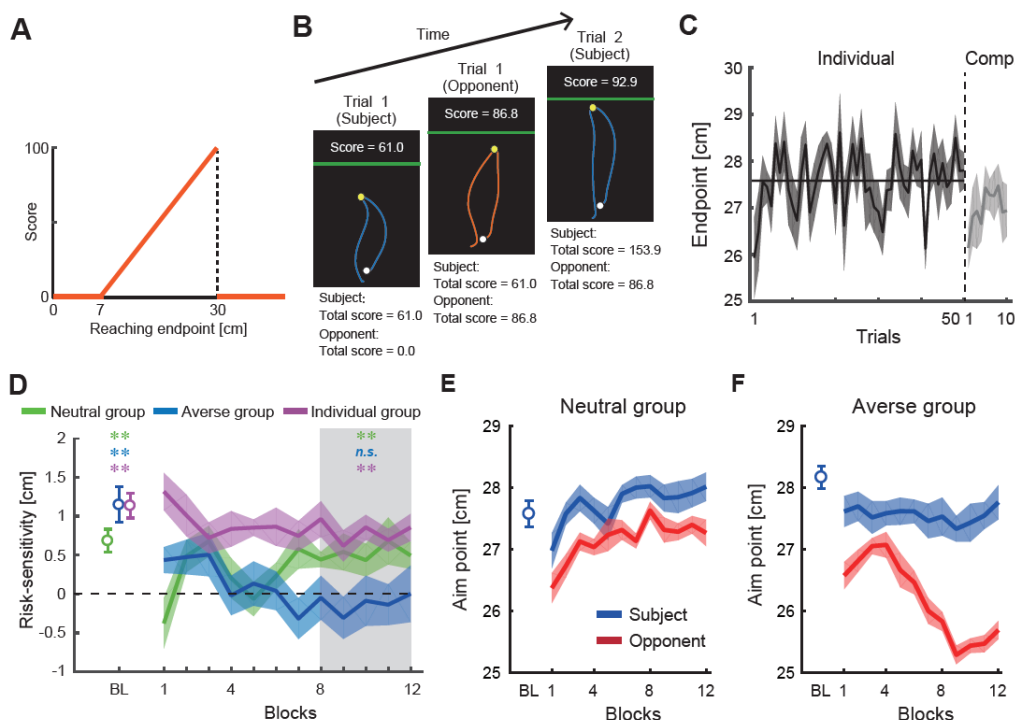 A
100
Score
0
0
7
30
Reaching endpoint [cm]
B
Time
Trial 1
(Subject)
Score = 61.0
Subject:
Total score = 61.0
Opponent:
Total score = 0.0
Trial 1
(Opponent)
Score = 86.8
Subject:
Total score = 61.0
Opponent:
Total score = 86.8
Trial 2
(Subject)
Score = 92.9
Subject:
Total score = 153.9
Opponent:
Total score = 86.8
C
Individual
Comp
30
29
28
27
26
25
Endpoint [cm]
1
50
1
10
Trials
D
Neutral group
Averse group
Individual group
**
**
**
**
n.s.
**
2
1.5
1
0.5
0
-0.5
-1
Risk-sensitivity [cm]
BL
1
4
8
12
Blocks
E
Neutral group
29
28
27
26
25
Aim point [cm]
Subject
Opponent
BL
1
4
8
12
Blocks
F
Averse group
29
28
27
26
25
Aim point [cm]
BL
1
4
8
12
Blocks